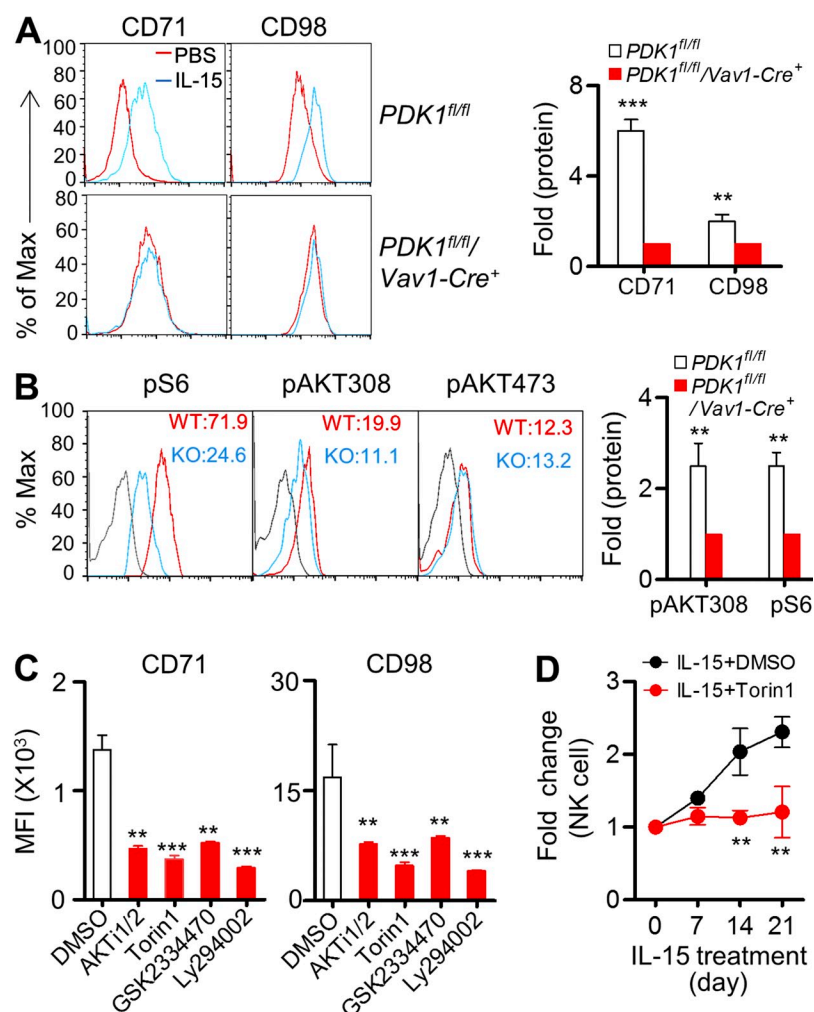 A
CD71
CD98
PBS
IL-15
100
80
60
40
20
0
80
60
40
20
0
% of Max
PDK1fl/fl
PDK1fl/fl/
Vav1-Cre+
PDK1fl/fl
PDK1fl/fl/Vav1-Cre+
Fold (protein)
8
4
0
***
**
CD71
CD98
B
pS6
pAKT308
pAKT473
% Max
100
80
60
40
20
0
WT:71.9
KO:24.6
WT:19.9
KO:11.1
WT:12.3
KO:13.2
PDK1fl/fl
PDK1fl/fl
/Vav1-Cre+
Fold (protein)
4
2
0
**
**
pAKT308
pS6
C
CD71
CD98
MFI (X10³)
2
1
0
**
***
**
***
DMSO
AKTi1/2
Torin1
GSK2334470
Ly294002
30
15
0
**
***
**
***
DMSO
AKTi1/2
Torin1
GSK2334470
Ly294002
D
IL-15+DMSO
IL-15+Torin1
Fold change
(NK cell)
3
2
1
0
**
**
0 7 14 21
IL-15 treatment
(day)